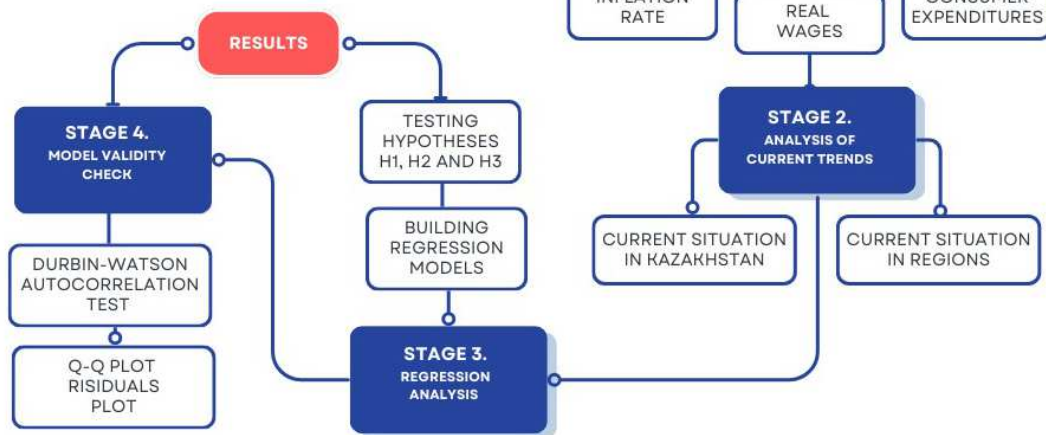 INFLATION
RATE
REAL
WAGES
CONSUMER
EXPENDITURES
RESULTS
STAGE 4.
MODEL VALIDITY
CHECK
TESTING
HYPOTHESES
H1, H2 AND H3
STAGE 2.
ANALYSIS OF
CURRENT TRENDS
BUILDING
REGRESSION
MODELS
CURRENT SITUATION
IN KAZAKHSTAN
CURRENT SITUATION
IN REGIONS
DURBIN-WATSON
AUTOCORRELATION
TEST
STAGE 3.
REGRESSION
ANALYSIS
Q-Q PLOT
RISIDUALS
PLOT